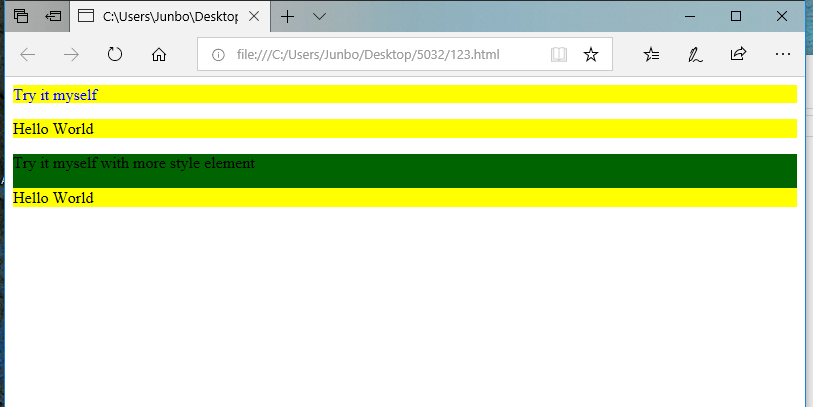 C:\Users\Junbo\Desktop
file:///C:/Users/Junbo/Desktop/5032/123.html
Try it myself
Hello World
Try it myself with more style element
Hello World